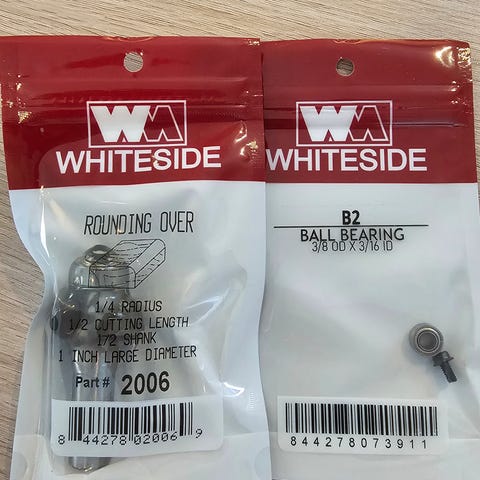 WHITESIDE
ROUNDING OVER
1/4 RADIUS
1/2 CUTTING LENGTH
1/2 SHANK
1 INCH LARGE DIAMETER
Part # 2006
8 44278 02006 9
WHITESIDE
B2
BALL BEARING
3/8 OD X 3/16 ID
844278073911